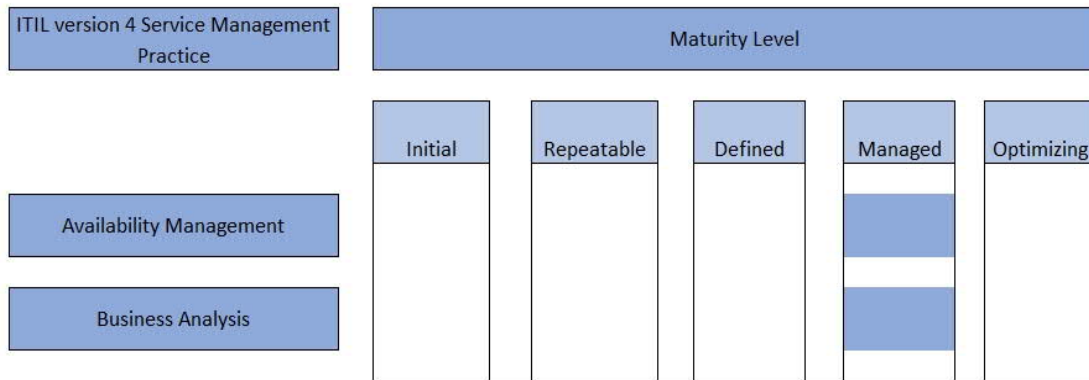 ITIL version 4 Service Management
Practice
Maturity Level
Initial
Repeatable
Defined
Managed
Optimizing
Availability Management
Business Analysis